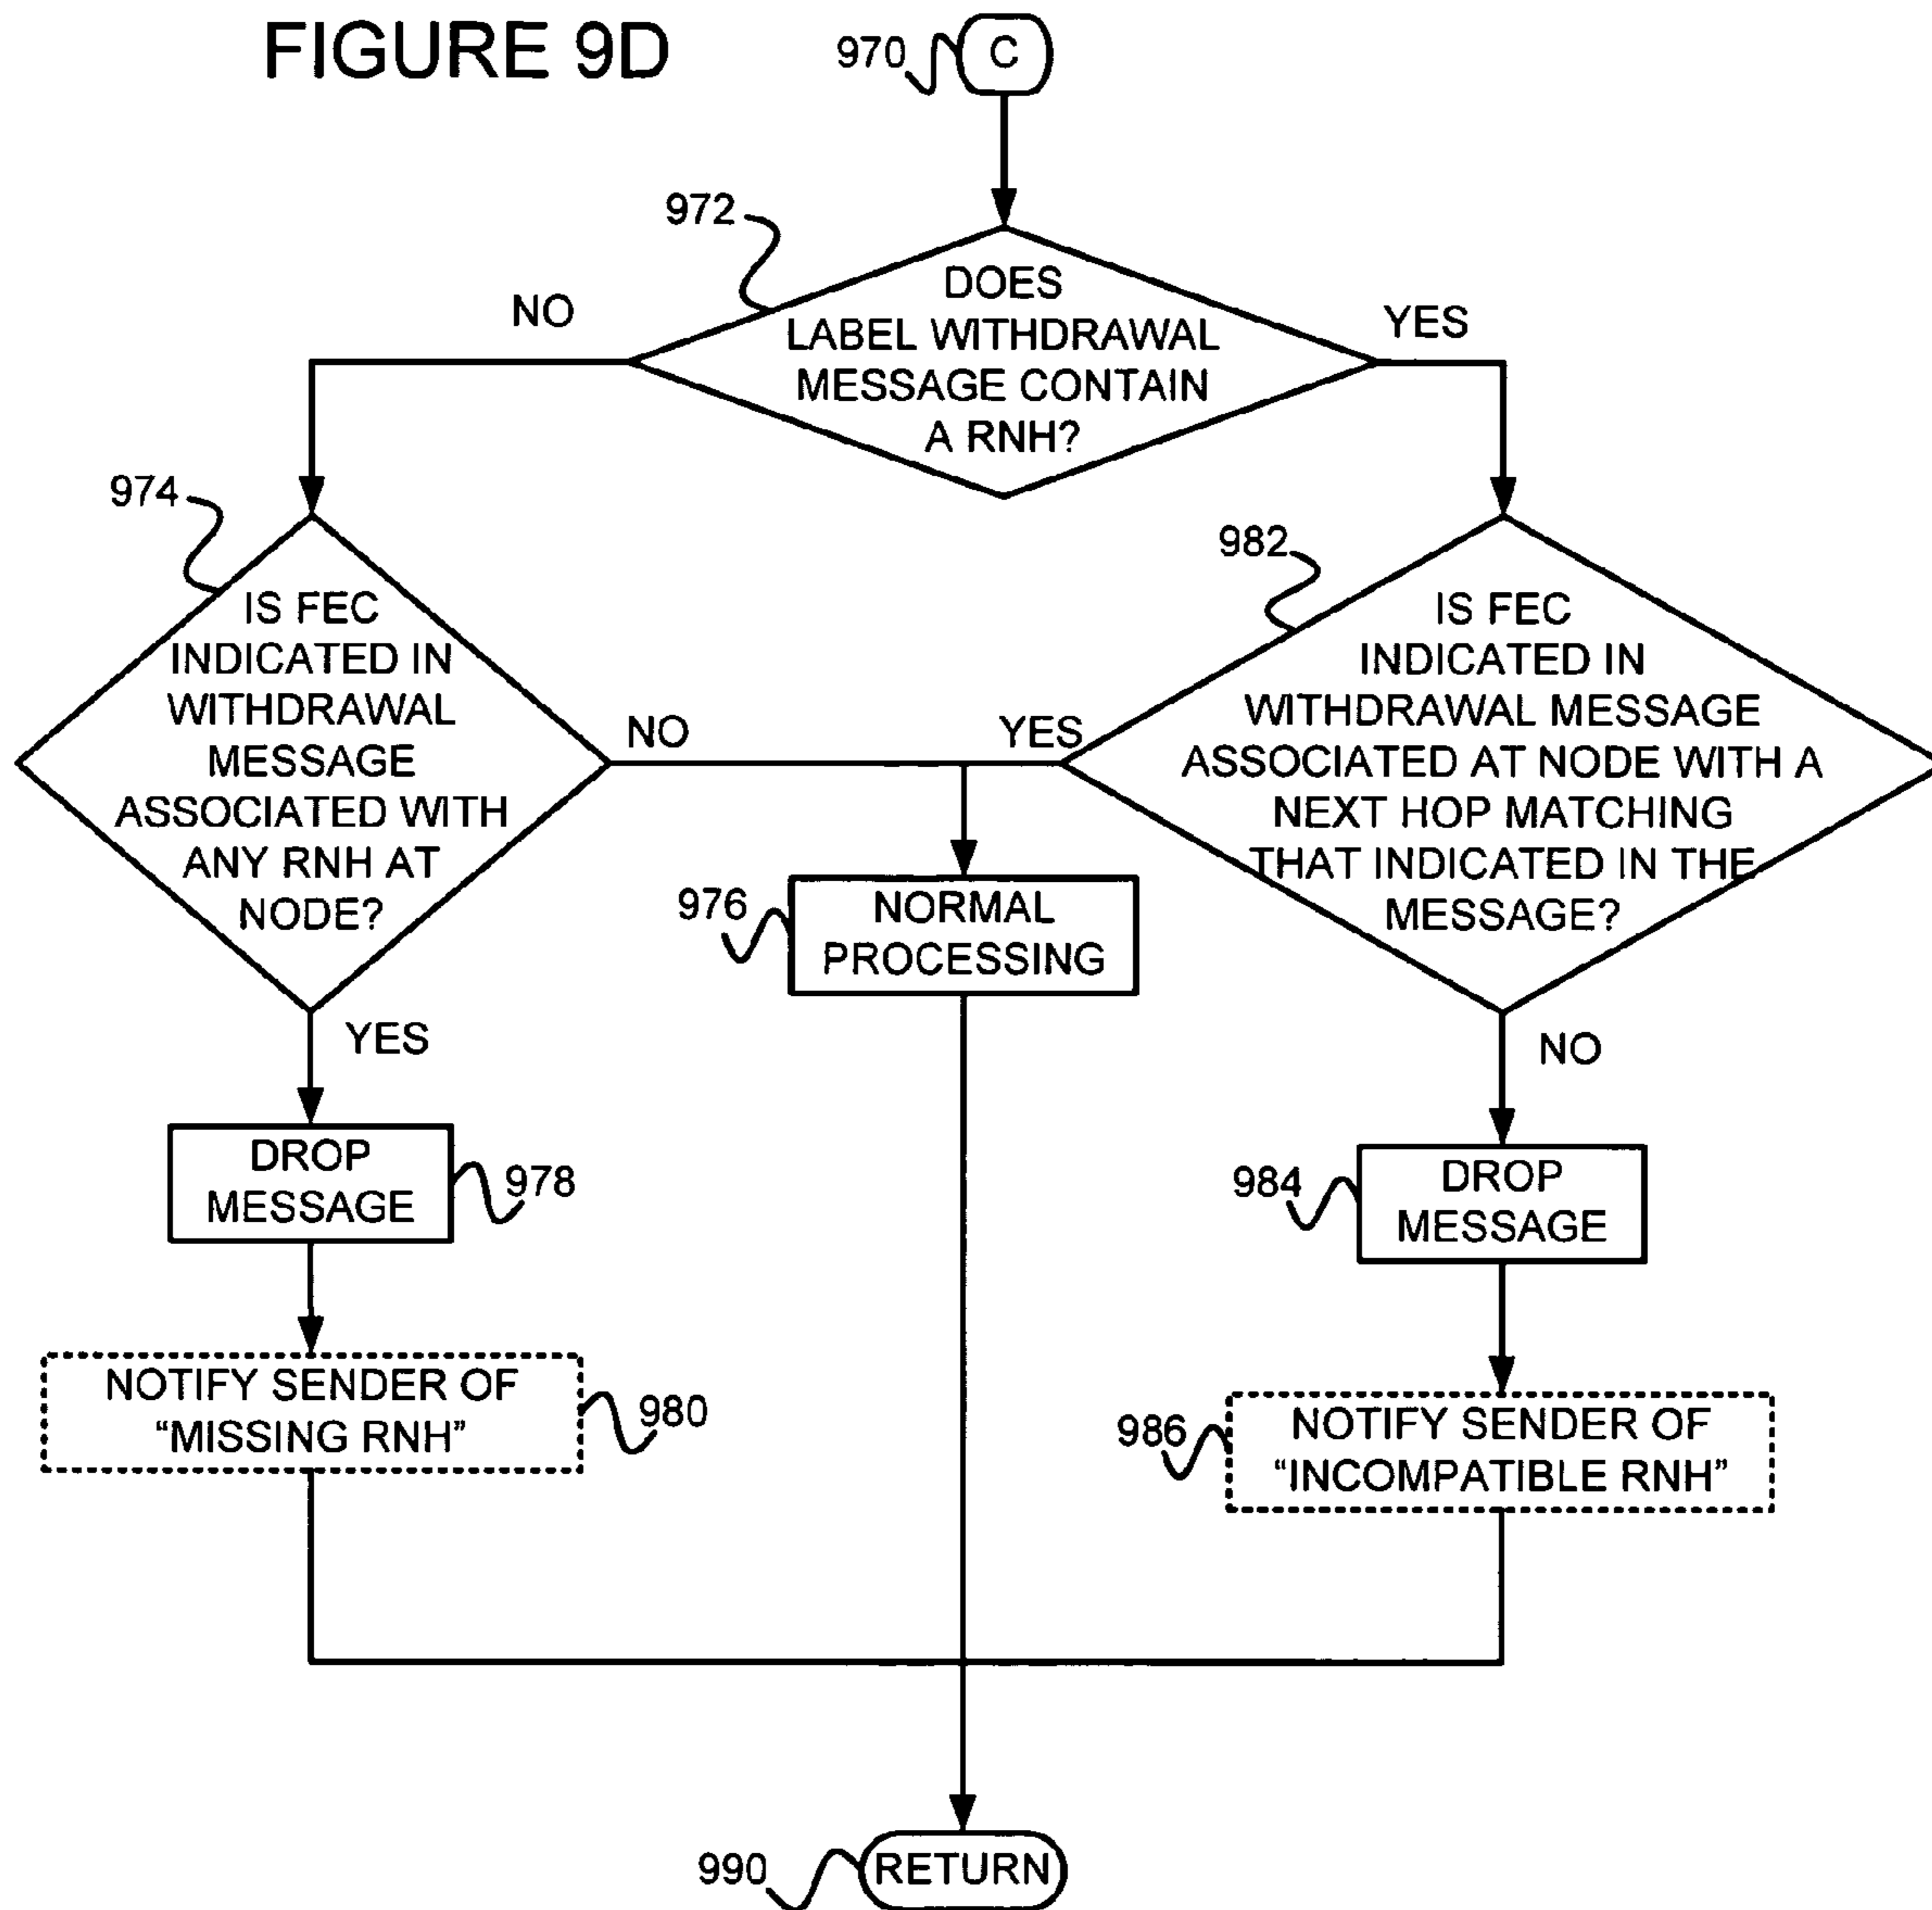 FIGURE 9D
970
C
972
DOES
LABEL WITHDRAWAL
MESSAGE CONTAIN
A RNH?
NO
YES
974
IS FEC
INDICATED IN
WITHDRAWAL
MESSAGE
ASSOCIATED WITH
ANY RNH AT
NODE?
NO
YES
982
IS FEC
INDICATED IN
WITHDRAWAL MESSAGE
ASSOCIATED AT NODE WITH A
NEXT HOP MATCHING
THAT INDICATED IN THE
MESSAGE?
976
NORMAL
PROCESSING
YES
NO
DROP
MESSAGE
978
984
DROP
MESSAGE
NOTIFY SENDER OF
“MISSING RNH”
980
986
NOTIFY SENDER OF
“INCOMPATIBLE RNH”
990
RETURN